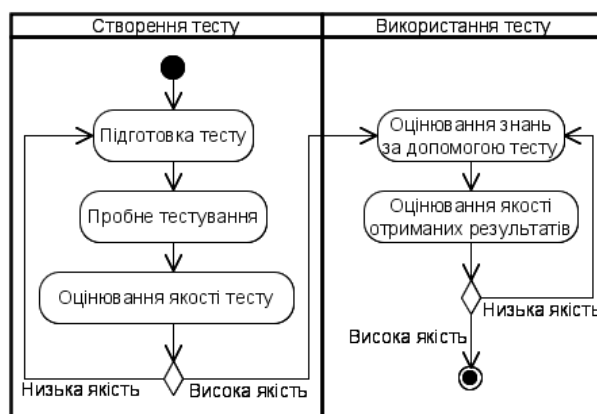 Створення тесту
Використання тесту
Підготовка тесту
Пробне тестування
Оцінювання якості тесту
Низька якість
Висока якість
Оцінювання знань
за допомогою тесту
Оцінювання якості
отриманих результатів
Низька якість
Висока якість